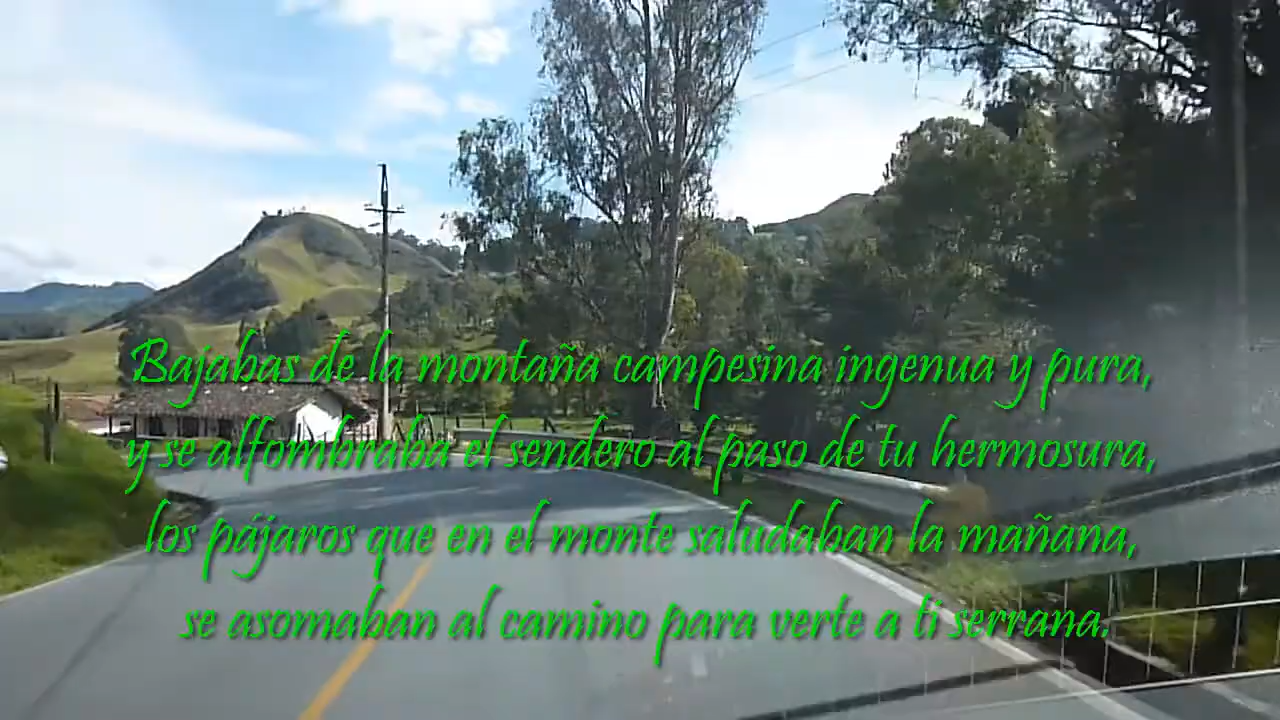 Bajabas de la montaña campesina ingenua y pura,
y se alfombraba el sendero al paso de tu hermosura,
los pájaros que en el monte saludaban la mañana,
se asomaban al camino para verte a ti serrana.